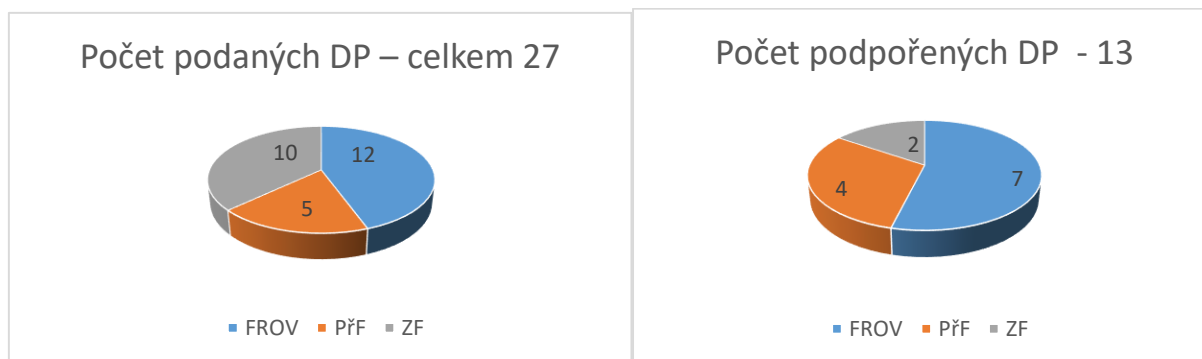 Počet podaných DP – celkem 27
10
12
5
FROV PřF ZF
Počet podpořených DP - 13
2
4
7
FROV PřF ZF